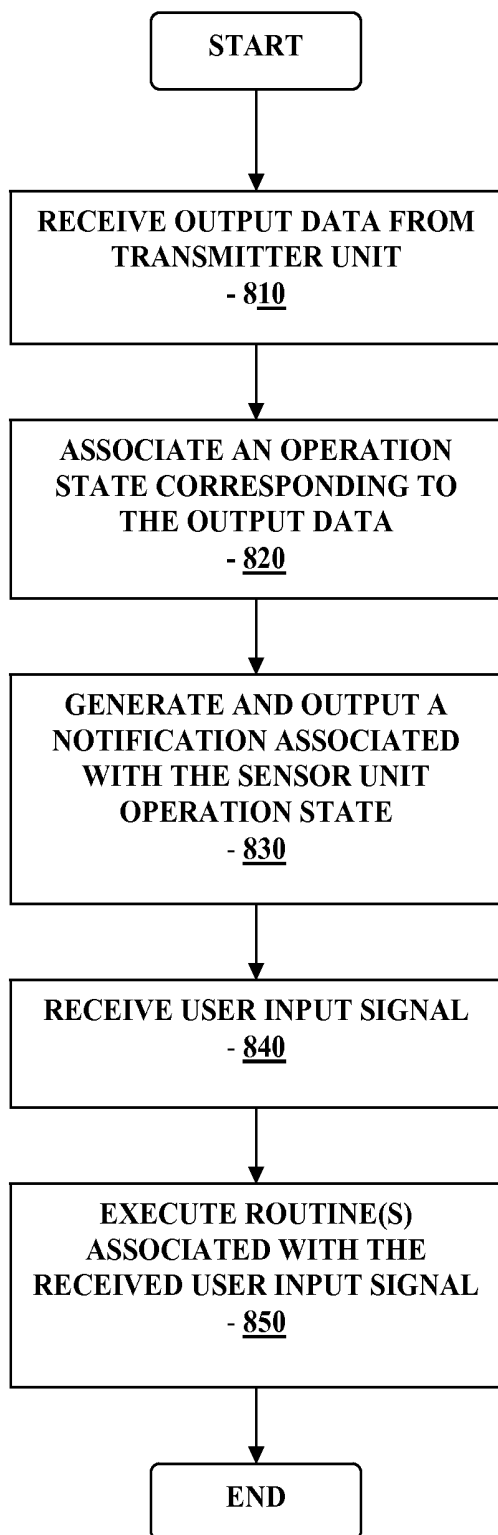 START
RECEIVE OUTPUT DATA FROM
TRANSMITTER UNIT
- 810
ASSOCIATE AN OPERATION
STATE CORRESPONDING TO
THE OUTPUT DATA
- 820
GENERATE AND OUTPUT A
NOTIFICATION ASSOCIATED
WITH THE SENSOR UNIT
OPERATION STATE
- 830
RECEIVE USER INPUT SIGNAL
- 840
EXECUTE ROUTINE(S)
ASSOCIATED WITH THE
RECEIVED USER INPUT SIGNAL
- 850
END